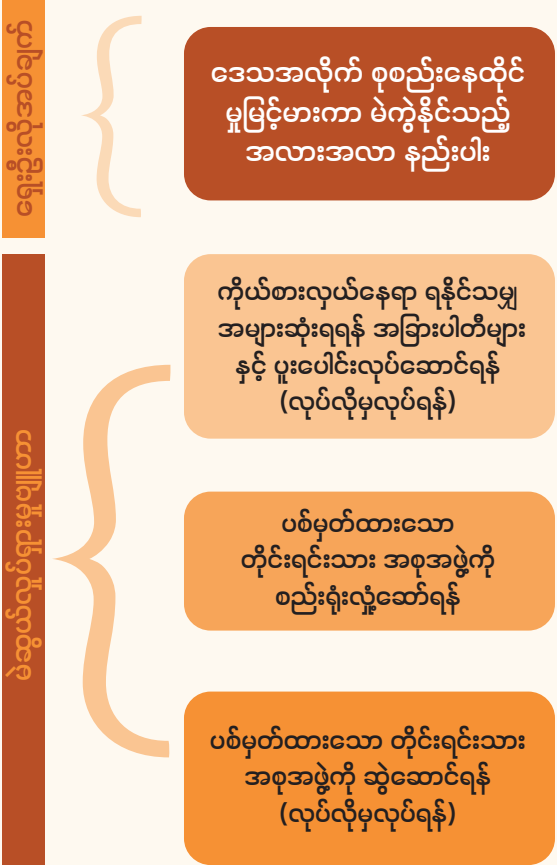 ဒေသအလိုက် စုစည်းနေထိုင်
မှုမြင့်မားကာ မဲကွဲနိုင်သည့်
အလားအလာ နည်းပါး
ကိုယ်စားလှယ်နေရာ ရနိုင်သမျှ
အများဆုံးရရန် အခြားပါတီများ
နှင့် ပူးပေါင်းလုပ်ဆောင်ရန်
(လုပ်လိုမှလုပ်ရန်)
မဲဆွယ်လှုပ်ရှားမှုဗျူဟာ
ပစ်မှတ်ထားသော
တိုင်းရင်းသား အစုအဖွဲ့ကို
စည်းရုံးလှုံ့ဆော်ရန်
ပစ်မှတ်ထားသော တိုင်းရင်းသား
အစုအဖွဲ့ကို ဆွဲဆောင်ရန်
(လုပ်လိုမှလုပ်ရန်)